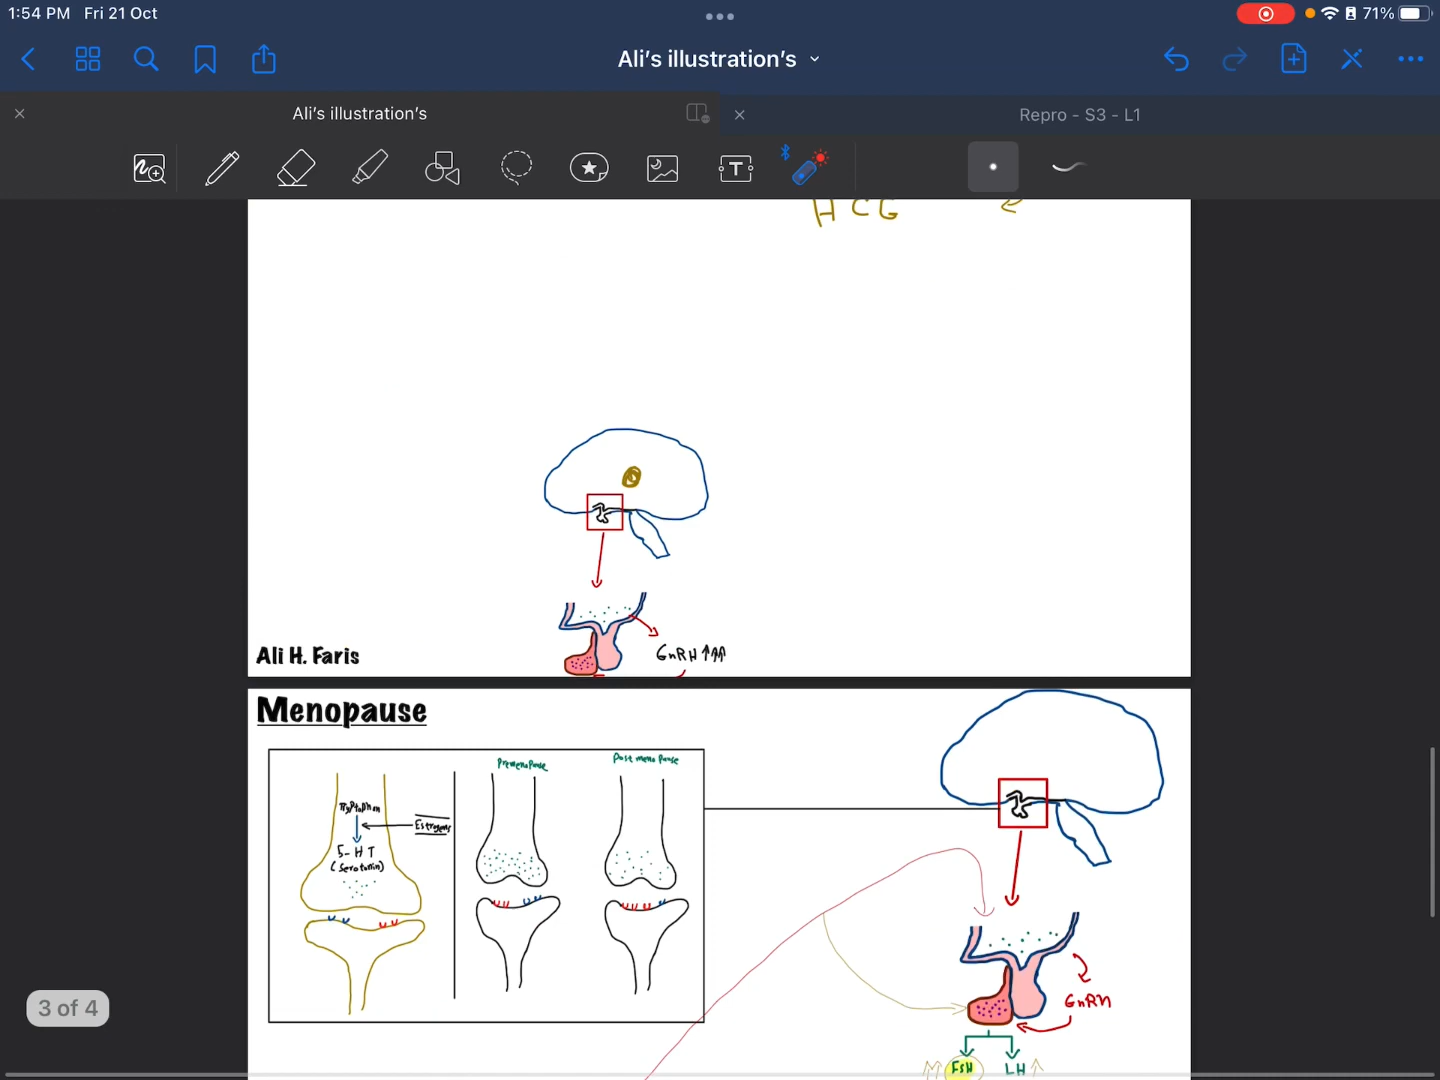 1:54 PM Fri 21 Oct
71%
Ali's illustration's
Ali's illustration's
Repro - S3 - L1
T
HCG
GnRH ↑↑↑
Ali H. Faris
Menopause
Premenopause
Post menopause
Estrogens
5-HT
(Serotonin)
GnRH
3 of 4
↑↑ FSH LH ↑